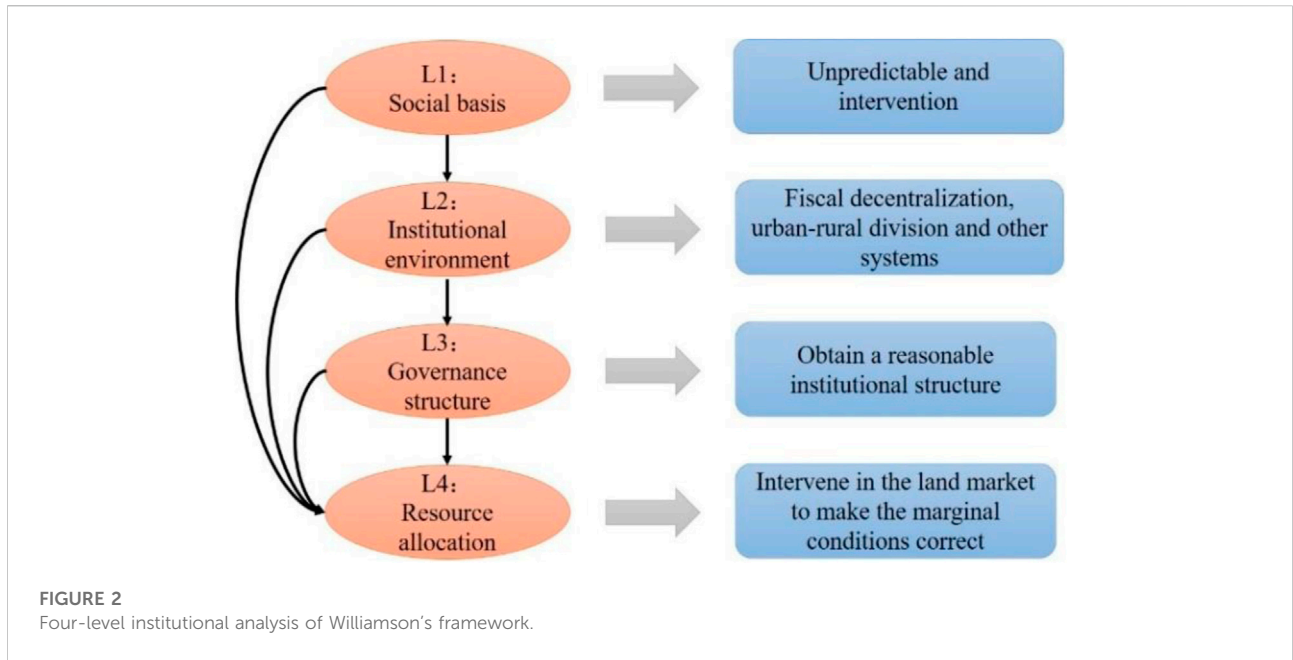 L1：
Social basis
Unpredictable and
intervention
L2：
Institutional
environment
Fiscal decentralization,
urban-rural division and other
systems
L3：
Governance
structure
Obtain a reasonable
institutional structure
L4：
Resource
allocation
Intervene in the land market
to make the marginal
conditions correct
FIGURE 2
Four-level institutional analysis of Williamson’s framework.